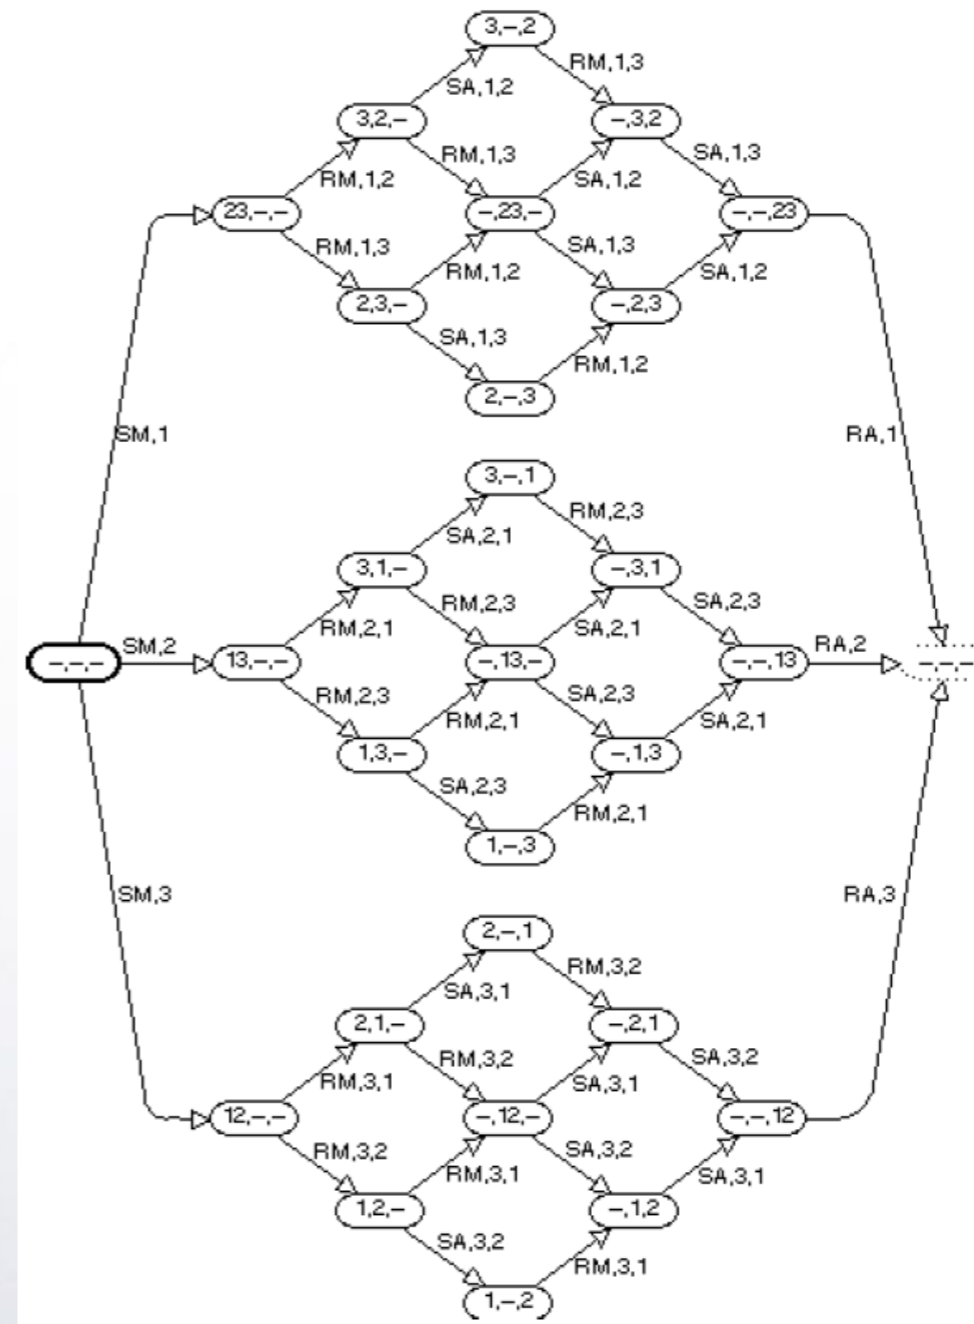 3,–,2
RM,1,3
SA,1,2
3,2,–
–,3,2
RM,1,3
SA,1,3
RM,1,2
SA,1,2
23,–,–
–,23,–
–,–,23
RM,1,3
SA,1,3
RM,1,2
SA,1,2
2,3,–
–,2,3
SA,1,3
RM,1,2
2,–,3
SM,1
RA,1
3,–,1
RM,2,3
SA,2,1
3,1,–
–,3,1
RM,2,3
SA,2,3
RM,2,1
SA,2,1
–,–,–
SM,2
13,–,–
–,13,–
–,–,13
RA,2
–,–,–
RM,2,3
SA,2,3
RM,2,1
SA,2,1
1,3,–
–,1,3
SA,2,3
RM,2,1
1,–,3
SM,3
RA,3
2,–,1
RM,3,2
SA,3,1
2,1,–
–,2,1
RM,3,2
SA,3,2
RM,3,1
SA,3,1
12,–,–
–,12,–
–,–,12
RM,3,2
SA,3,2
RM,3,1
SA,3,1
1,2,–
–,1,2
SA,3,2
RM,3,1
1,–,2